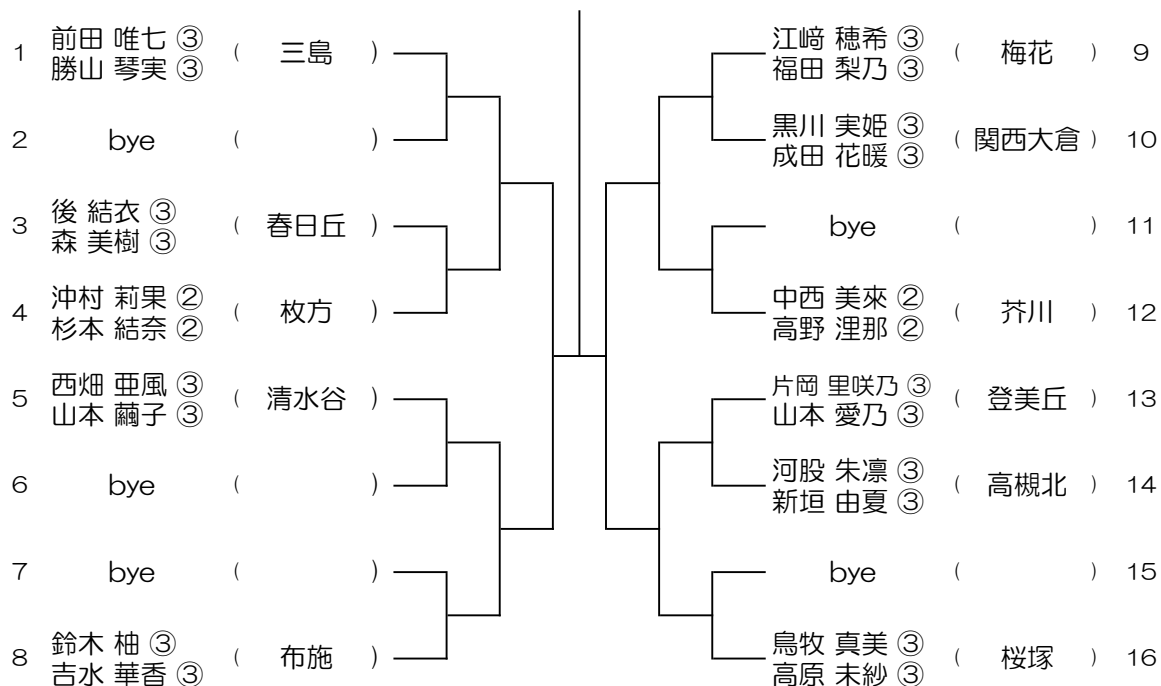 1 前田 唯七 ③ ( 三島 )
勝山 琴実 ③
2 bye ( )
3 後 結衣 ③ ( 春日丘 )
森 美樹 ③
4 沖村 莉果 ② ( 枚方 )
杉本 結奈 ②
5 西畑 亜風 ③ ( 清水谷 )
山本 繭子 ③
6 bye ( )
7 bye ( )
8 鈴木 柚 ③ ( 布施 )
吉水 華香 ③
江﨑 穂希 ③ ( 梅花 ) 9
福田 梨乃 ③
黒川 実姫 ③ ( 関西大倉 ) 10
成田 花暖 ③
bye ( ) 11
中西 美來 ② ( 芥川 ) 12
高野 浬那 ②
片岡 里咲乃 ③ ( 登美丘 ) 13
山本 愛乃 ③
河股 朱凛 ③ ( 高槻北 ) 14
新垣 由夏 ③
bye ( ) 15
鳥牧 真美 ③ ( 桜塚 ) 16
高原 未紗 ③